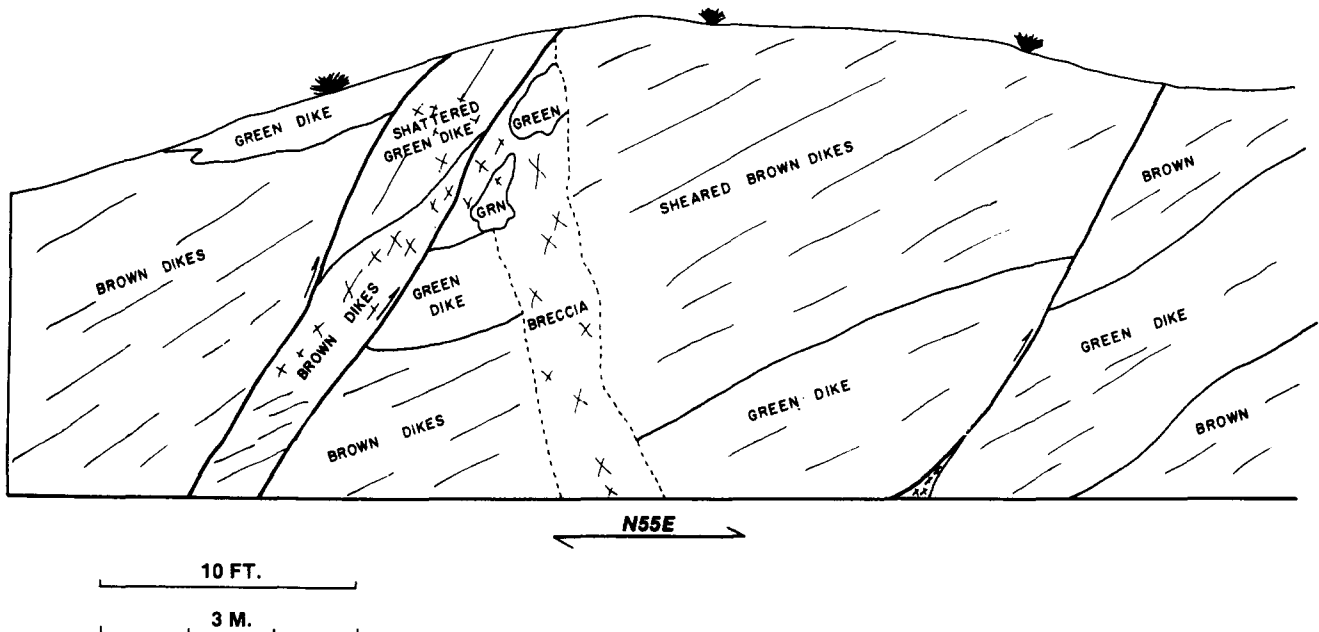 GREEN DIKE
SHATTERED
GREEN DIKE
GREEN
GRN
BROWN DIKES
BROWN DIKES
GREEN
DIKE
BRECCIA
BROWN DIKES
SHEARED BROWN DIKES
GREEN DIKE
BROWN
GREEN DIKE
BROWN
N55E
10 FT.
3 M.